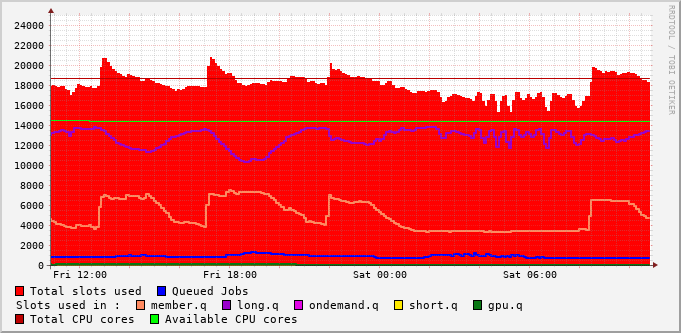 RRDTOOL / TOBI OETIKER
24000
22000
20000
18000
16000
14000
12000
10000
8000
6000
4000
2000
0
Fri 12:00 Fri 18:00 Sat 00:00 Sat 06:00
Total slots used Queued Jobs
Slots used in : member.q long.q ondemand.q short.q gpu.q
Total CPU cores Available CPU cores